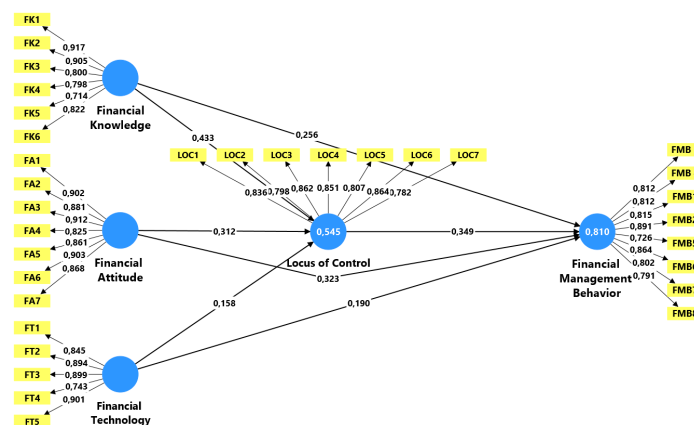 FK1
FK2
FK3
FK4
FK5
FK6
0,917
0,905
0,800
0,798
0,714
0,822
Financial
Knowledge
0,433
0,256
LOC1
LOC2
LOC3
LOC4
LOC5
LOC6
LOC7
0,836
0,798
0,862
0,851
0,807
0,864
0,782
FA1
FA2
FA3
FA4
FA5
FA6
FA7
0,902
0,881
0,912
0,825
0,861
0,903
0,868
Financial
Attitude
0,312
0,545
Locus of Control
0,349
0,323
0,158
0,190
0,810
Financial
Management
Behavior
0,812
0,812
0,815
0,891
0,726
0,864
0,802
0,791
FMB
FMB
FMB
FMB
FMB5
FMB6
FMB7
FMB8
FT1
FT2
FT3
FT4
FT5
0,845
0,894
0,899
0,743
0,901
Financial
Technology